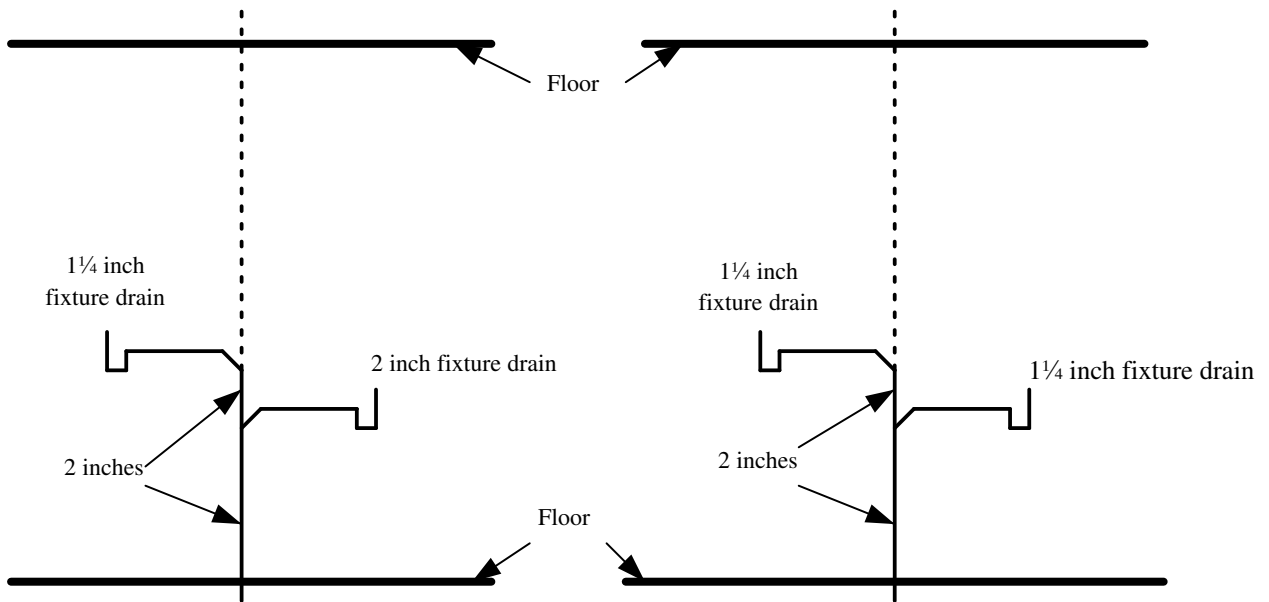 Floor
1¼ inch
fixture drain
2 inch fixture drain
2 inches
1¼ inch
fixture drain
1¼ inch fixture drain
2 inches
Floor